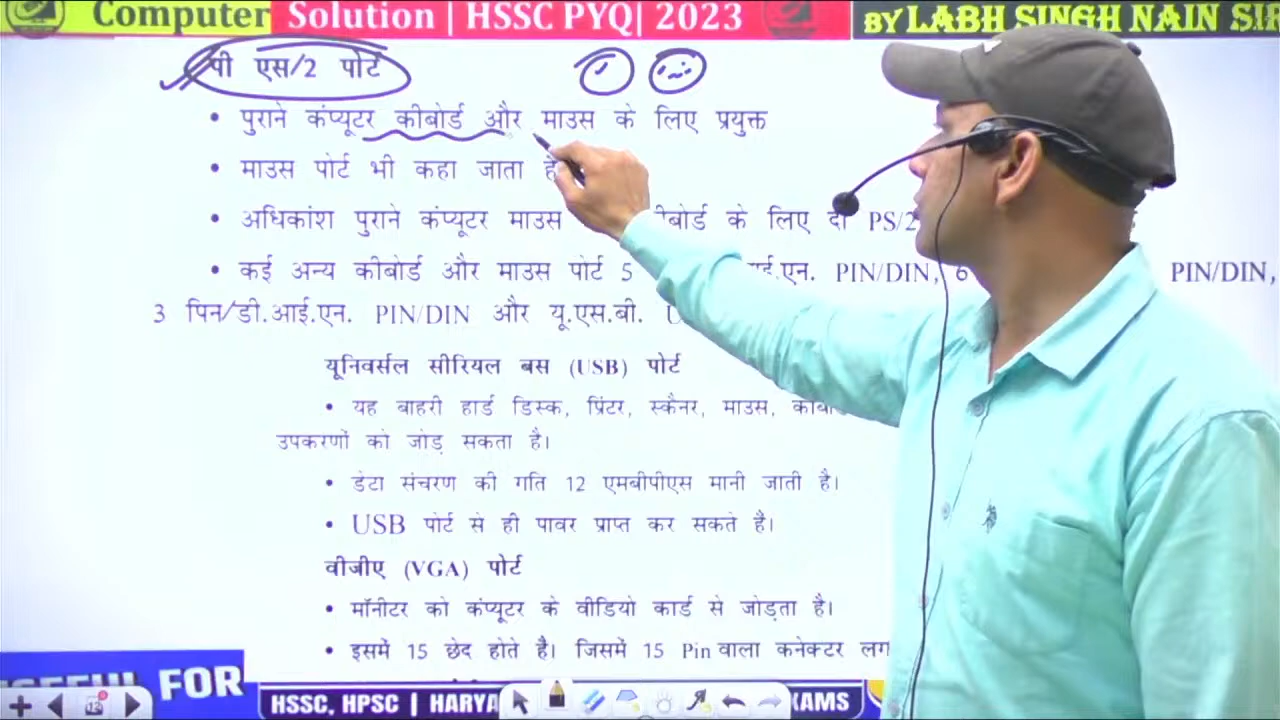 Computer Solution | HSSC PYQ| 2023 BY LABH SINGH NAIN
पी एस/2 पोर्ट
• पुराने कंप्यूटर कीबोर्ड और माउस के लिए प्रयुक्त
• माउस पोर्ट भी कहा जाता
• अधिकांश पुराने कंप्यूटर माउस के लिए दो PS/2
• कई अन्य कीबोर्ड और माउस पोर्ट 5 PIN/DIN, 6 PIN/DIN,
3 पिन/डी.आई.एन. PIN/DIN और यू.एस.बी.
यूनिवर्सल सीरियल बस (USB) पोर्ट
• यह बाहरी हार्ड डिस्क, प्रिंटर, स्कैनर, माउस,
उपकरणों को जोड़ सकता है।
• डेटा संचरण की गति 12 एमबीपीएस मानी जाती है।
• USB पोर्ट से ही पावर प्राप्त कर सकते है।
वीजीए (VGA) पोर्ट
• मॉनीटर को कंप्यूटर के वीडियो कार्ड से जोड़ता है।
• इसमें 15 छेद होते है। जिसमें 15 Pin वाला कनेक्टर
FOR
HSSC, HPSC |